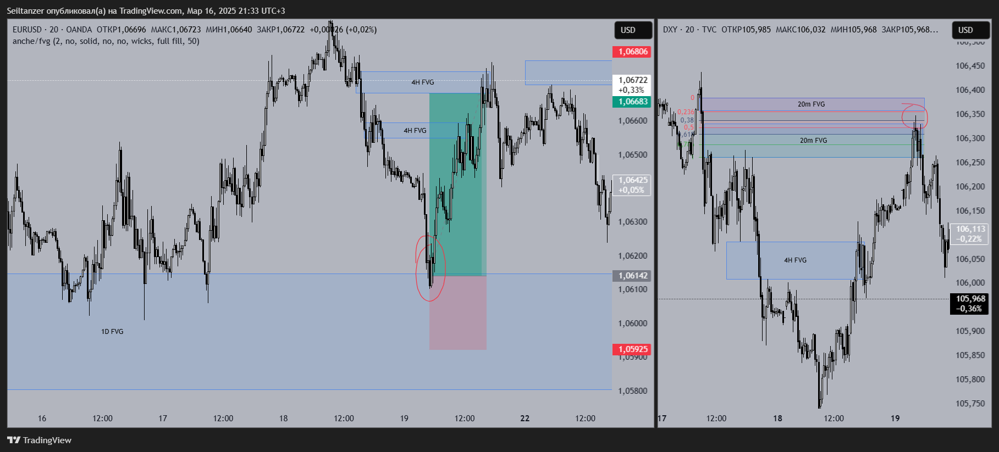 Seiltanzer опубликовал(а) на TradingView.com, Мар 16, 2025 21:33 UTC+3
EURUSD · 20 · OANDA ОТКР1,06696 МАКС1,06723 МИН1,06640 ЗАКР1,06722 +0,00026 (+0,02%)
anche/fvg (2, no, solid, no, no, wicks, full fill, 50)
USD
1,06806
1,06722
+0,33%
1,06683
1,06600
1,06500
1,06425
+0,05%
1,06300
1,06200
1,06142
1,06100
1,06000
1,05925
1,05900
1,05800
4H FVG
4H FVG
1D FVG
16 12:00 17 12:00 18 12:00 19 12:00 22 12:00
DXY · 20 · TVC ОТКР105,985 МАКС106,032 МИН105,968 ЗАКР105,968...
USD
106,500
106,450
106,400
106,350
106,300
106,250
106,200
106,150
106,113
−0,22%
106,050
106,000
105,968
−0,36%
105,900
105,850
105,800
105,750
0
0,236
0,38
0,5
20m FVG
20m FVG
4H FVG
17 12:00 18 12:00 19
TradingView